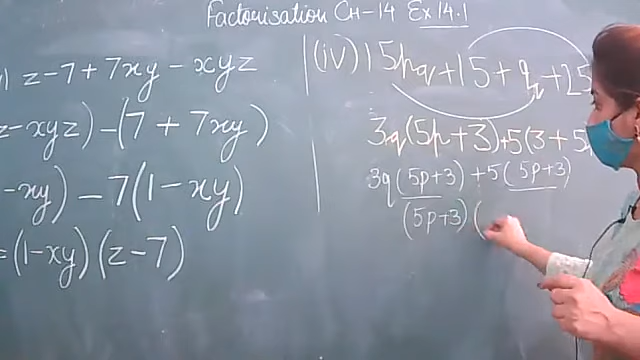 Factorisation CH-14 Ex 14.1
z-7+7xy-xyz
z-xyz)-(7+7xy)
-xy)-7(1-xy)
=(1-xy)(z-7)
(iv) 15pq+15+9q+25
3q(5p+3)+5(3+5
3q(5p+3)+5(5p+3)
(5p+3)(